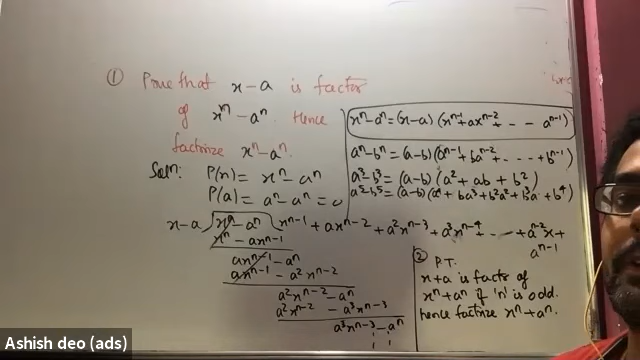 ① Prove that x-a is factor
of xⁿ-aⁿ. Hence
factorize xⁿ-aⁿ.
Solⁿ: P(x) = xⁿ-aⁿ
P(a) = aⁿ-aⁿ = 0
xⁿ-aⁿ = (x-a) (xⁿ⁻¹+axⁿ⁻²+ - - - aⁿ⁻¹)
aⁿ-bⁿ = (a-b) (aⁿ⁻¹+baⁿ⁻²+ - - - +bⁿ⁻¹)
a³-b³ = (a-b) (a²+ab+b²)
a⁵-b⁵ = (a-b) (a⁴+ba³+b²a²+b³a+b⁴)
x-a ) xⁿ-aⁿ ( xⁿ⁻¹+axⁿ⁻²+a²xⁿ⁻³+a³xⁿ⁻⁴+ - - - +aⁿ⁻²x+
aⁿ⁻¹
xⁿ-axⁿ⁻¹
axⁿ⁻¹-aⁿ
axⁿ⁻¹-a²xⁿ⁻²
a²xⁿ⁻²-aⁿ
a²xⁿ⁻² - a³xⁿ⁻³
a³xⁿ⁻³-aⁿ
② P.T.
x+a is factor of
xⁿ+aⁿ if 'n' is odd.
hence factorize xⁿ+aⁿ.
Ashish deo (ads)